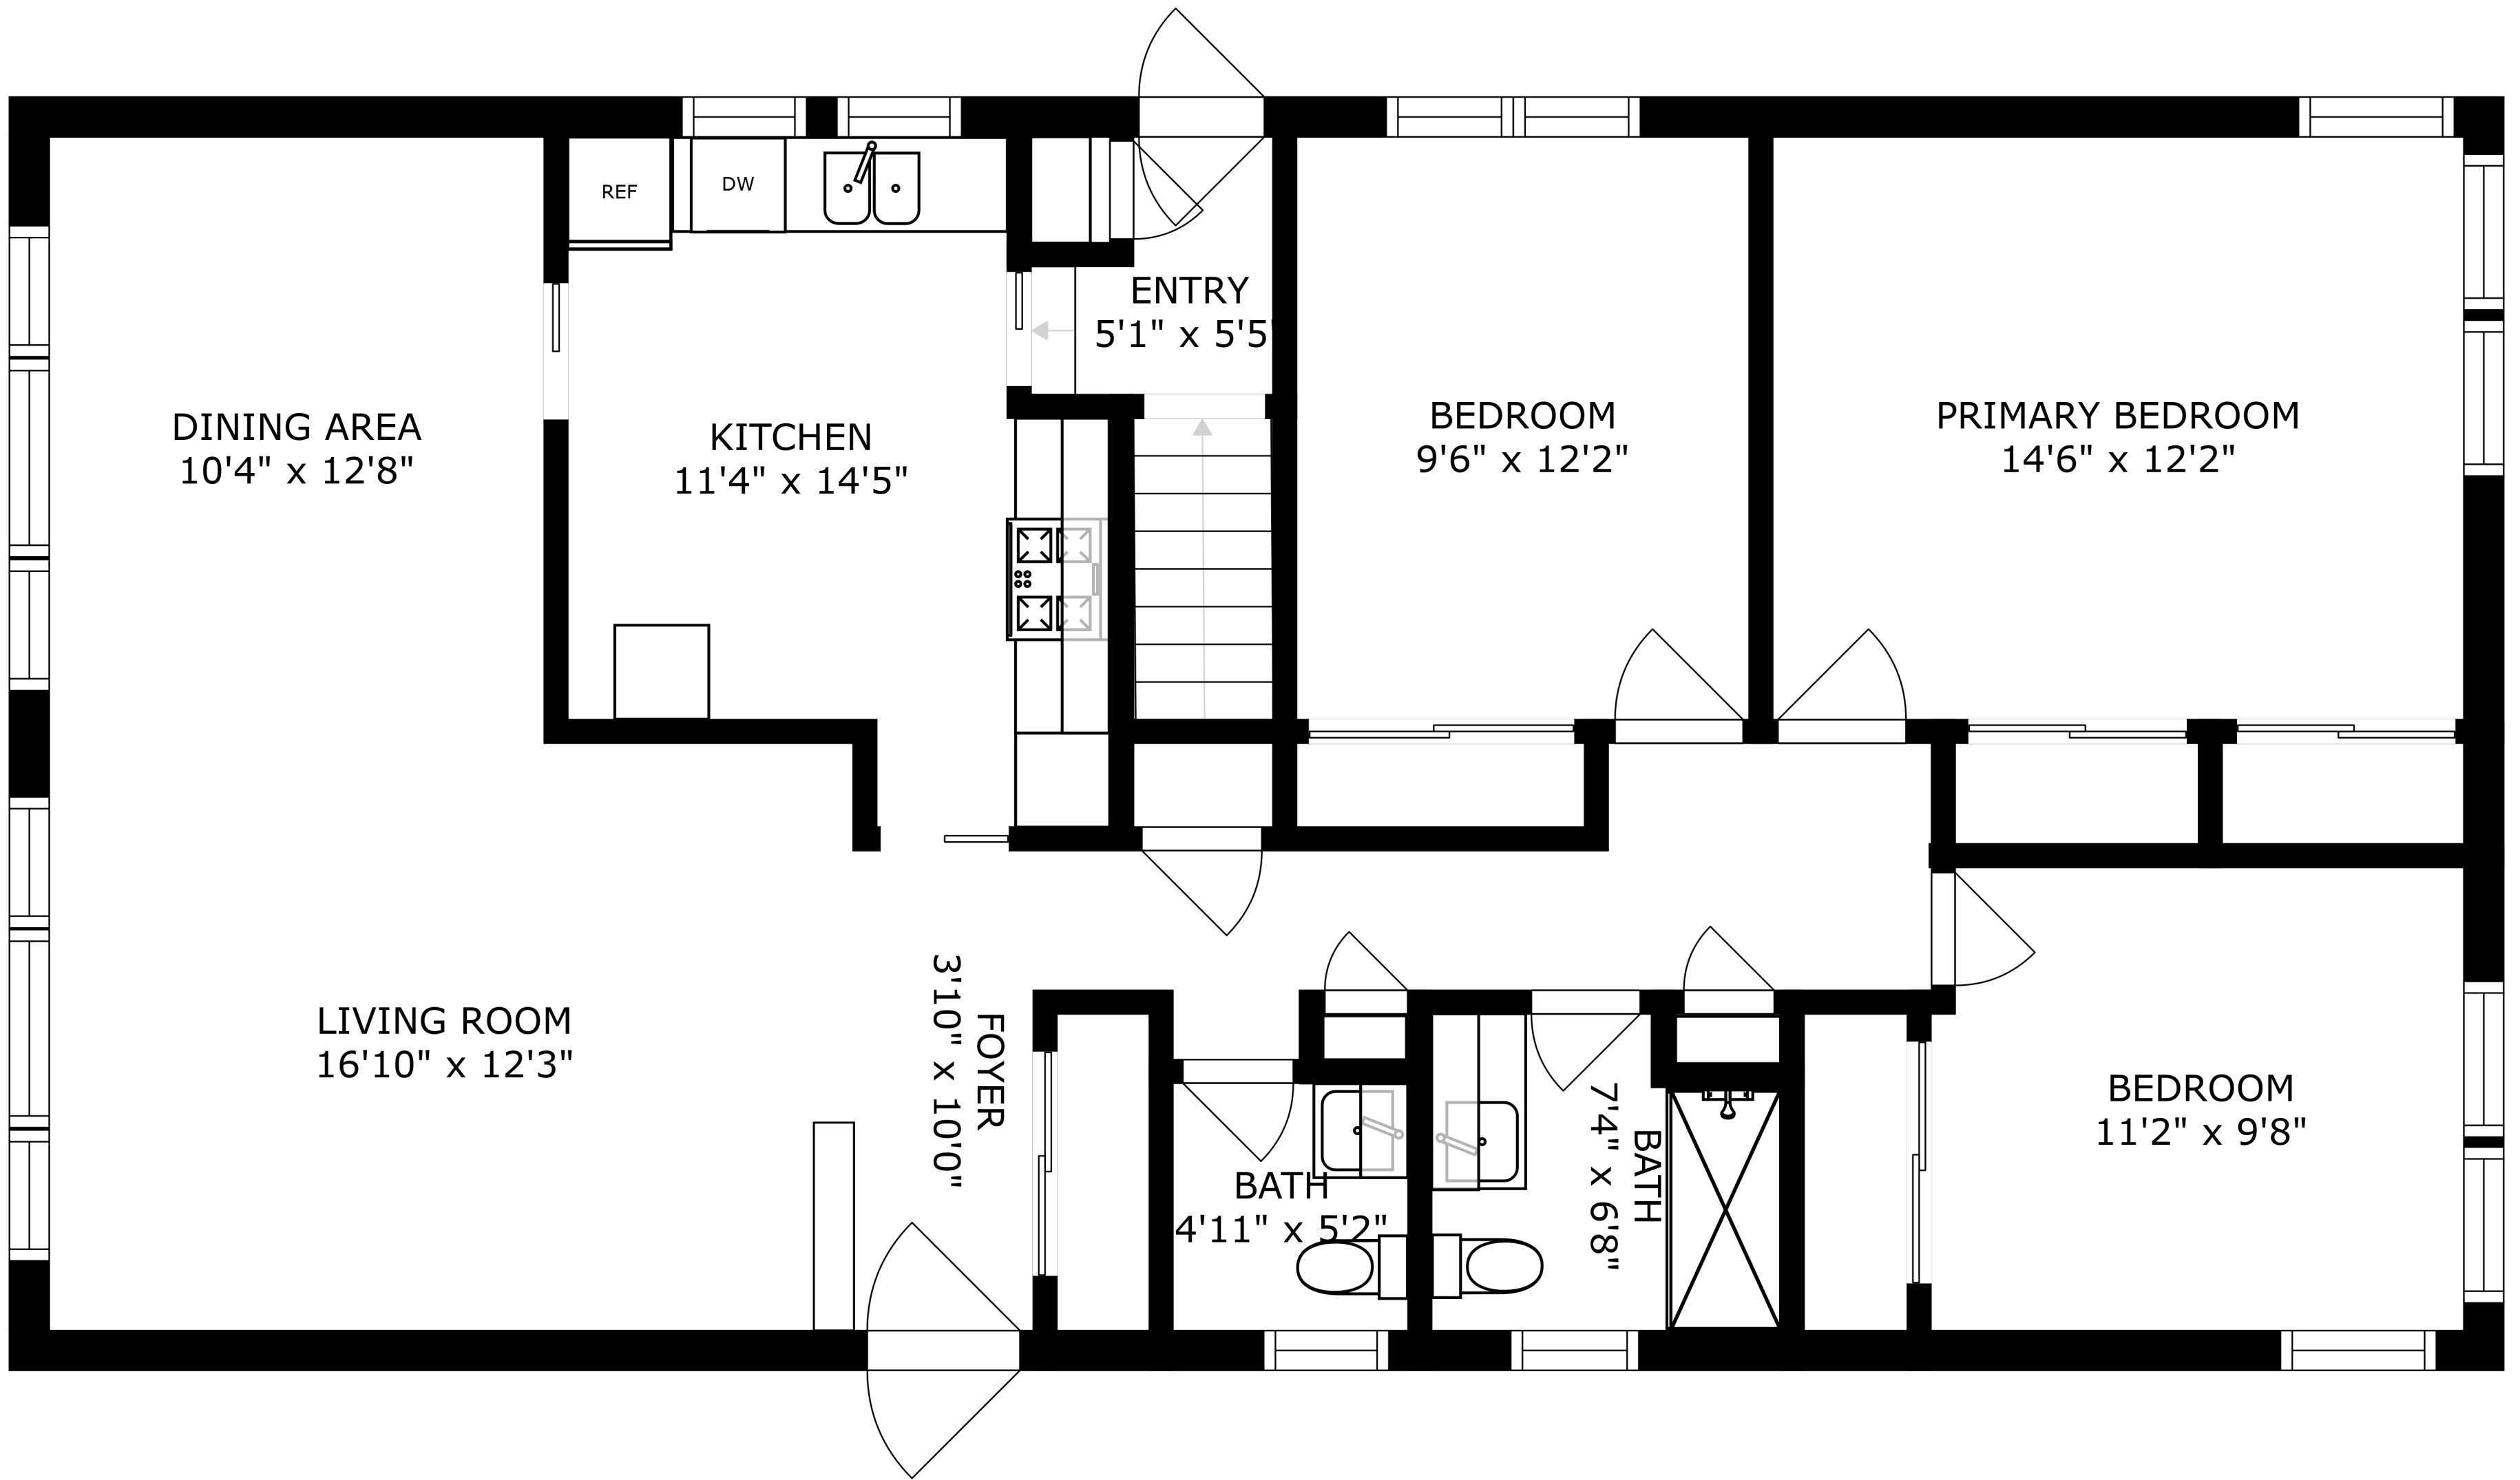 REF
DW
ENTRY
5'1" x 5'5
DINING AREA
10'4" x 12'8"
KITCHEN
11'4" x 14'5"
BEDROOM
9'6" x 12'2"
PRIMARY BEDROOM
14'6" x 12'2"
LIVING ROOM
16'10" x 12'3"
FOYER
3'10" x 10'0"
BATH
4'11" x 5'2"
BATH
7'4" x 6'8"
BEDROOM
11'2" x 9'8"